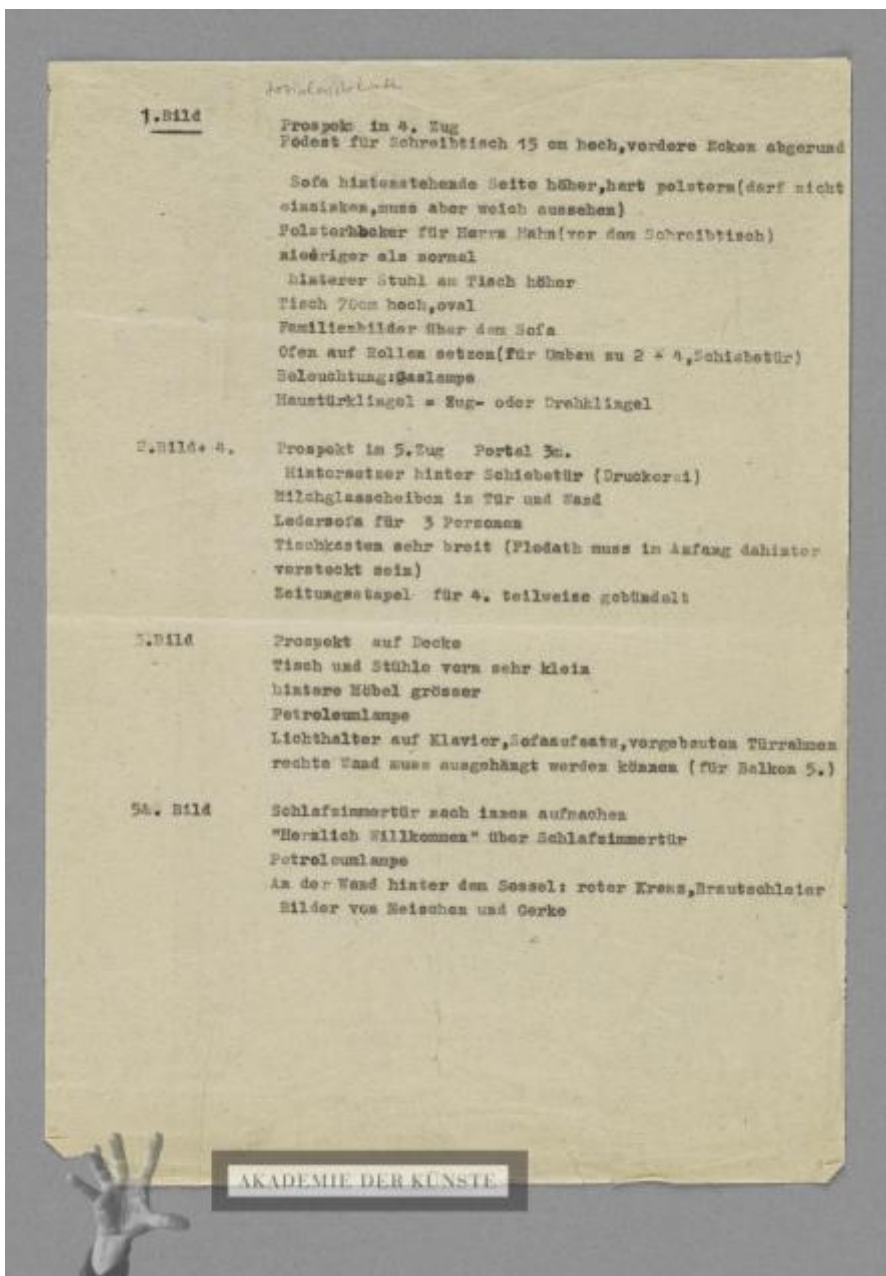 1.Bild
Prospekt in 4. Zug
Podest für Schreibtisch 15 cm hoch,vordere Ecken abgerund
Sofa hintenstehende Seite höher,hart polstern(darf nicht
einsinken,muss aber weich aussehen)
Polsterhocker für Herrn Hahn(vor dem Schreibtisch)
niedriger als normal
hinterer Stuhl am Tisch höher
Tisch 70cm hoch,oval
Familienbilder über dem Sofa
Ofen auf Rollen setzen(für Umbau zu 2 + 4,Schiebetür)
Beleuchtung:Gaslampe
Haustürklingel = Zug- oder Drehklingel
2.Bild+ 4. Prospekt im 5.Zug Portal 3m.
Hintersetzer hinter Schiebetür (Druckerei)
Milchglasscheiben in Tür und Wand
Ledersofa für 3 Personen
Tischkasten sehr breit (Flodath muss im Anfang dahinter
versteckt sein)
Zeitungsstapel für 4. teilweise gebündelt
3.Bild Prospekt auf Decke
Tisch und Stühle vorn sehr klein
hintere Möbel grösser
Petroleumlampe
Lichthalter auf Klavier,Sofaaufsatz,vorgebauten Türrahmen
rechte Wand muss ausgehängt werden können (für Balkon 5.)
5a. Bild Schlafzimmertür nach innen aufmachen
"Herzlich Willkommen" über Schlafzimmertür
Petroleumlampe
An der Wand hinter dem Sessel: roter Kranz,Brautschleier
Bilder von und Gerke
AKADEMIE DER KÜNSTE